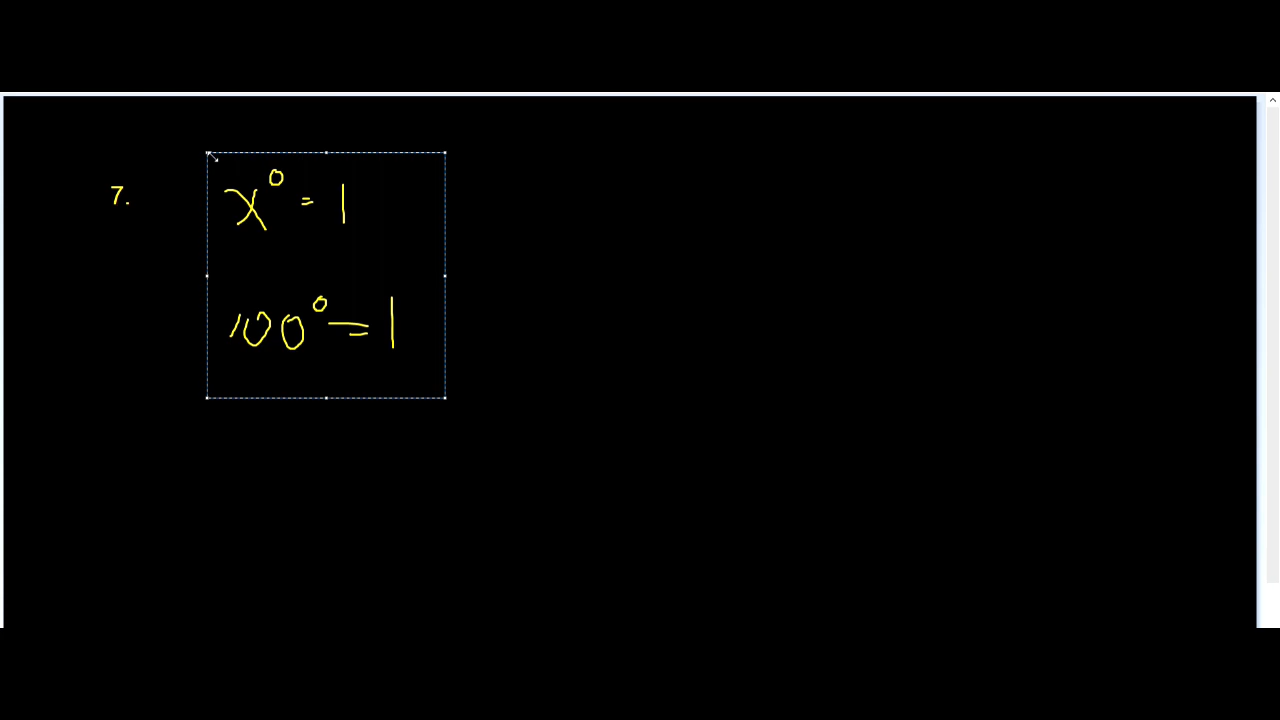 7. x⁰ = 1
100⁰ = 1